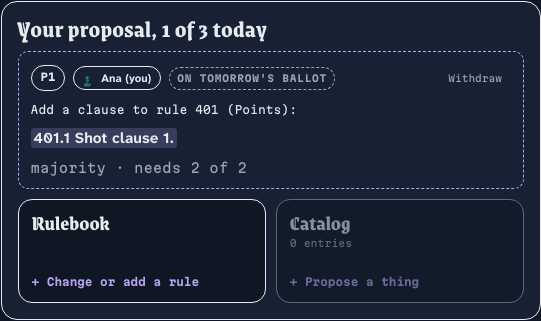 Your proposal, 1 of 3 today
P1 Ana (you) ON TOMORROW'S BALLOT Withdraw
Add a clause to rule 401 (Points):
401.1 Shot clause 1.
majority · needs 2 of 2
Rulebook
+ Change or add a rule
Catalog
0 entries
+ Propose a thing